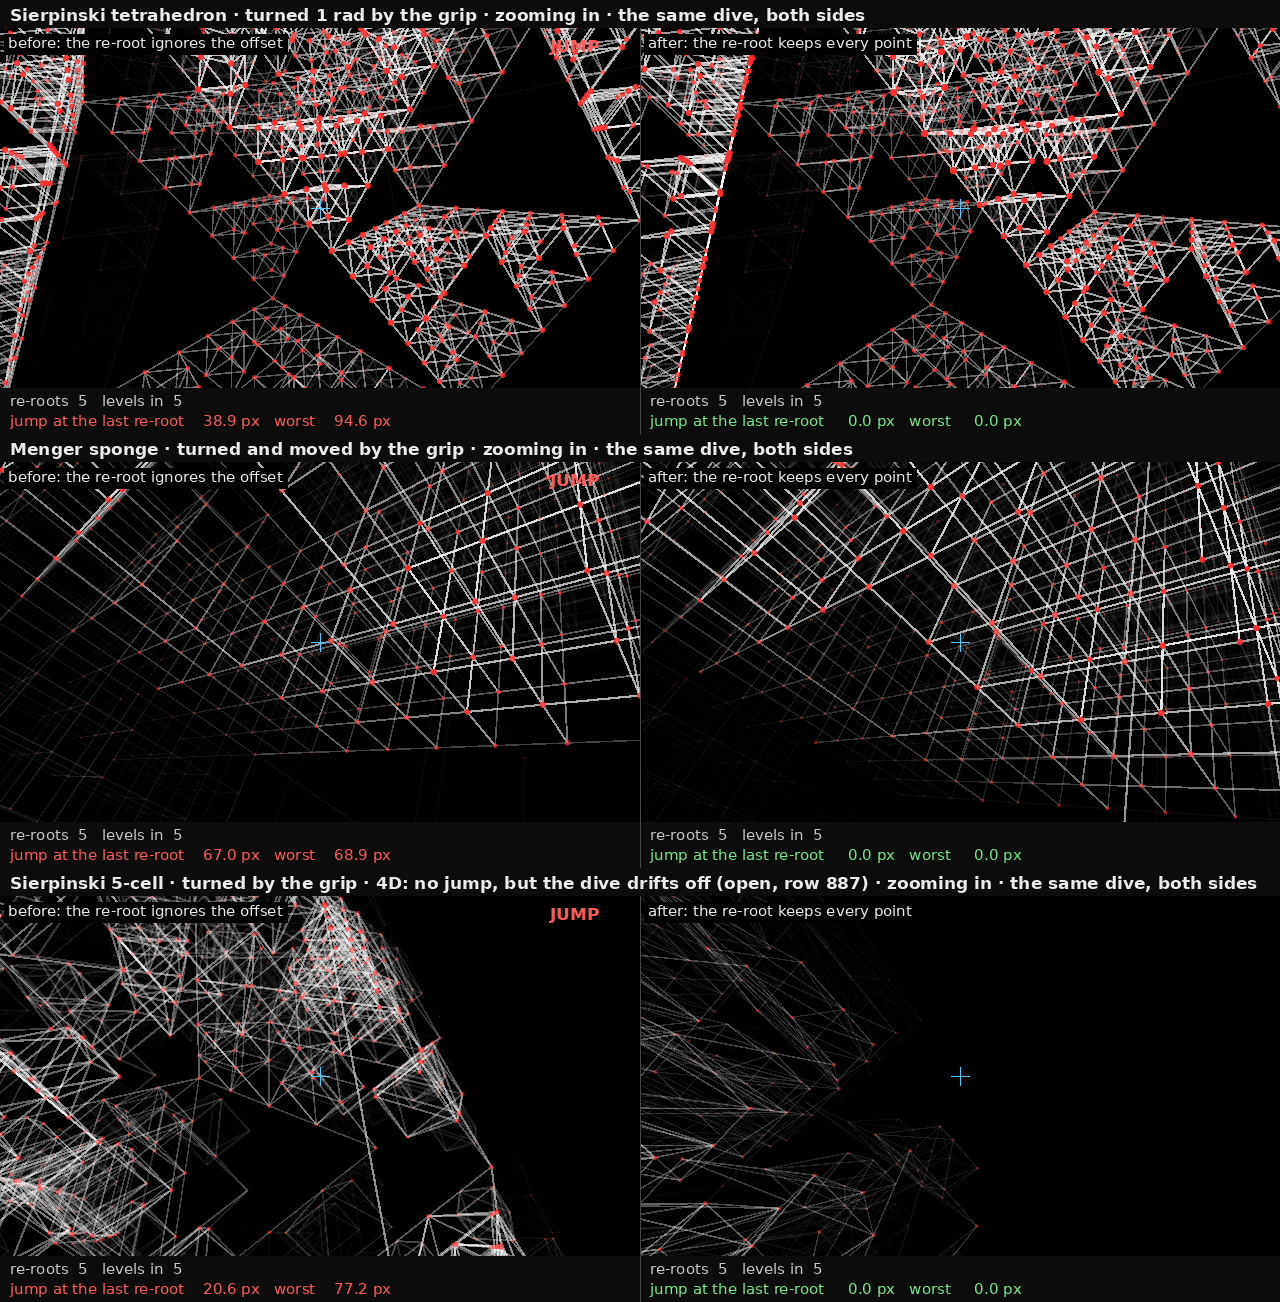 Sierpinski tetrahedron · turned 1 rad by the grip · zooming in · the same dive, both sides
before: the re-root ignores the offset
JUMP
after: the re-root keeps every point
re-roots 5 levels in 5
jump at the last re-root 38.9 px worst 94.6 px
re-roots 5 levels in 5
jump at the last re-root 0.0 px worst 0.0 px
Menger sponge · turned and moved by the grip · zooming in · the same dive, both sides
before: the re-root ignores the offset
JUMP
after: the re-root keeps every point
re-roots 5 levels in 5
jump at the last re-root 67.0 px worst 68.9 px
re-roots 5 levels in 5
jump at the last re-root 0.0 px worst 0.0 px
Sierpinski 5-cell · turned by the grip · 4D: no jump, but the dive drifts off (open, row 887) · zooming in · the same dive, both sides
before: the re-root ignores the offset
JUMP
after: the re-root keeps every point
re-roots 5 levels in 5
jump at the last re-root 20.6 px worst 77.2 px
re-roots 5 levels in 5
jump at the last re-root 0.0 px worst 0.0 px